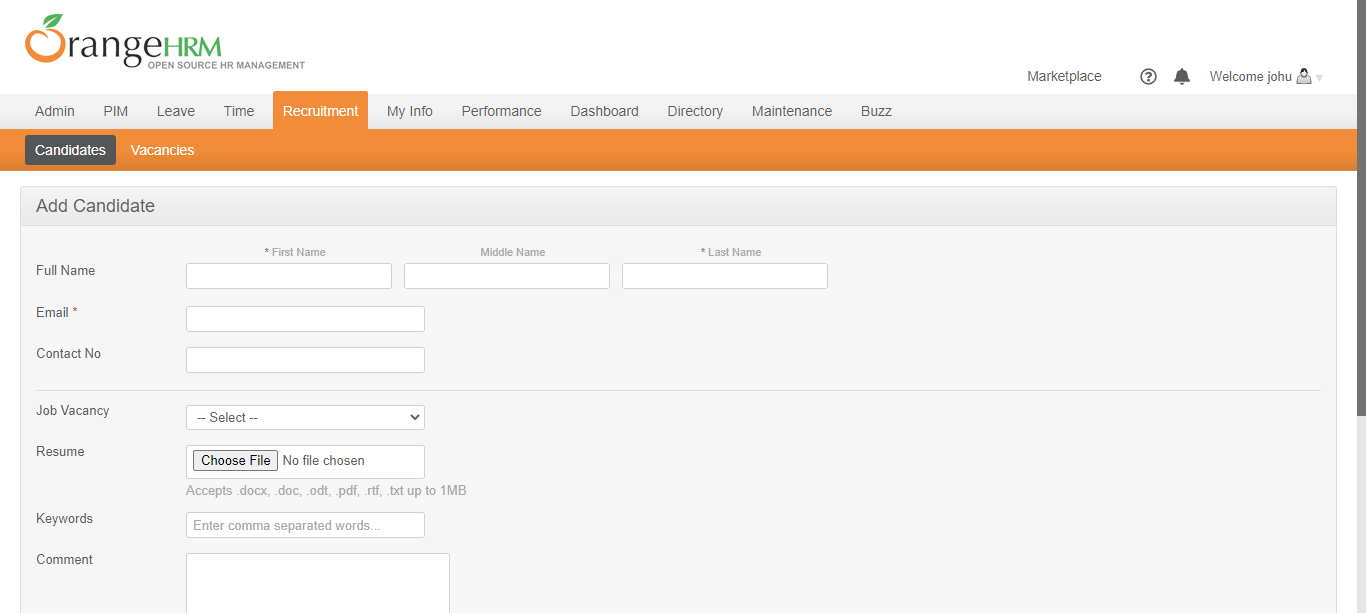 OrangeHRM
OPEN SOURCE HR MANAGEMENT
Marketplace Welcome johu
Admin PIM Leave Time Recruitment My Info Performance Dashboard Directory Maintenance Buzz
Candidates Vacancies
Add Candidate
* First Name Middle Name * Last Name
Full Name
Email *
Contact No
Job Vacancy -- Select --
Resume Choose File No file chosen
Accepts .docx, .doc, .odt, .pdf, .rtf, .txt up to 1MB
Keywords Enter comma separated words...
Comment